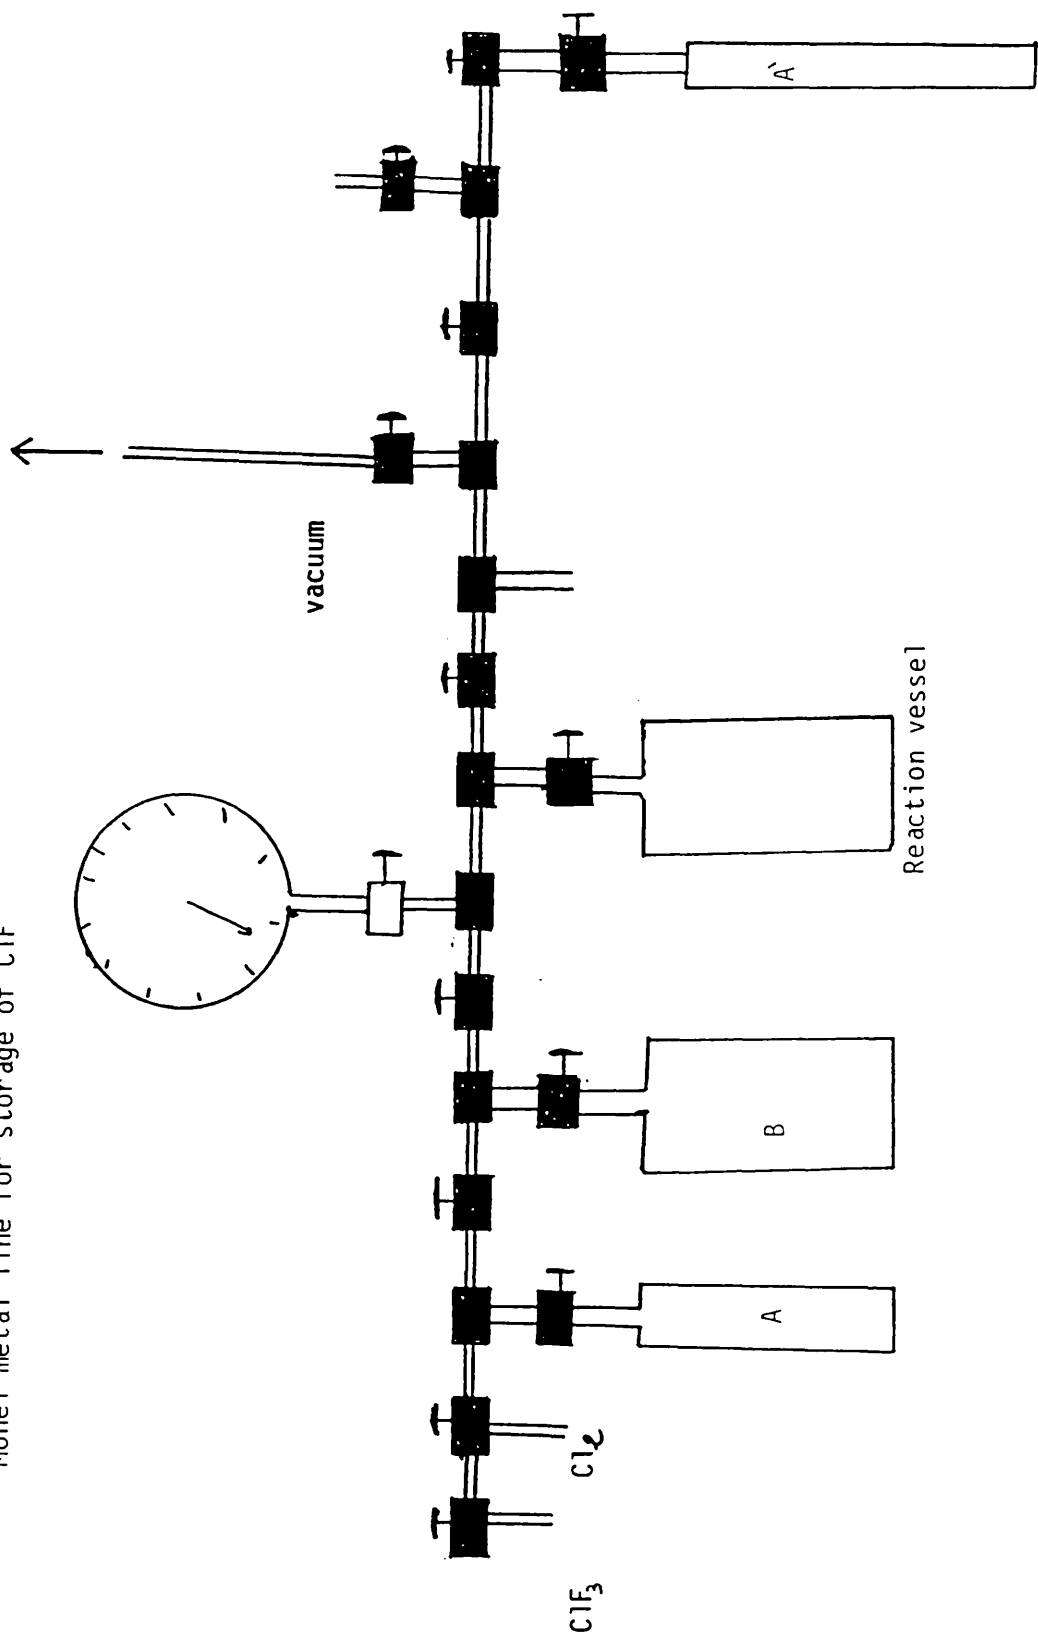 Monel metal line for storage of ClF
vacuum
A`
Reaction vessel
B
A
Cl2
ClF3